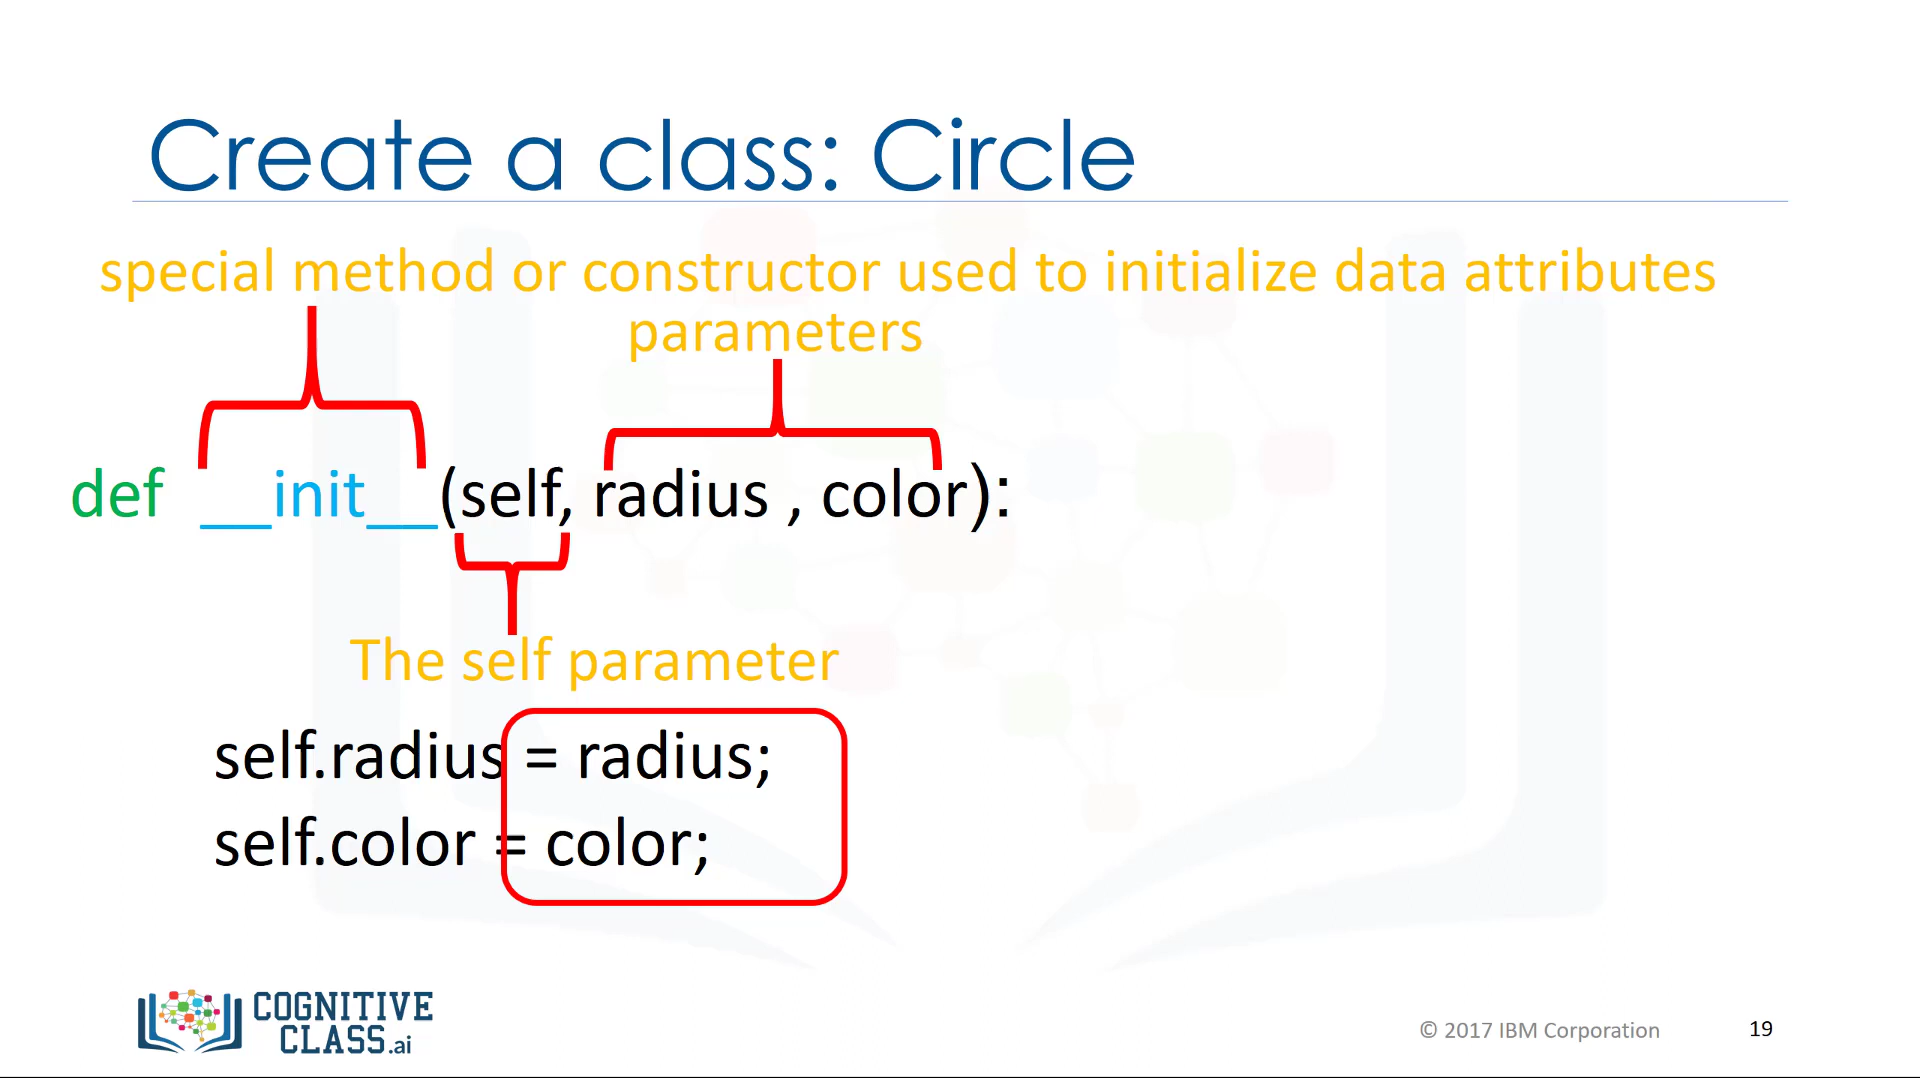 Create a class: Circle
special method or constructor used to initialize data attributes
parameters
def __init__(self, radius , color):
The self parameter
self.radius = radius;
self.color = color;
COGNITIVE
CLASS.ai
© 2017 IBM Corporation 19